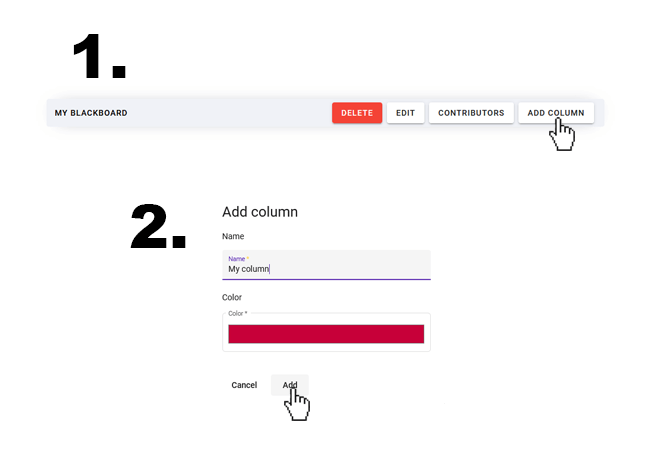 1.
MY BLACKBOARD DELETE EDIT CONTRIBUTORS ADD COLUMN
2.
Add column
Name
Name *
My column
Color
Color *
Cancel Add